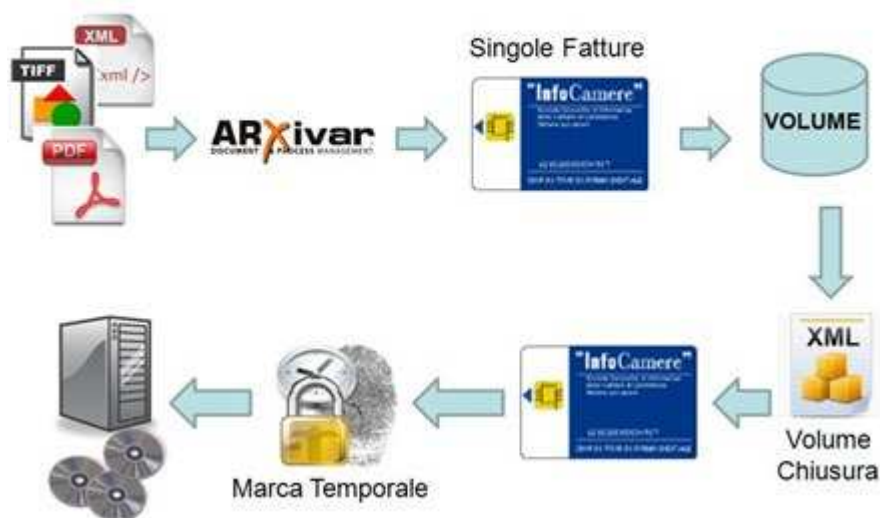 XML
xml />
TIFF
PDF
ARXivar
DOCUMENT & PROCESS MANAGEMENT
Singole Fatture
"InfoCamere"
VOLUME
XML
Volume
Chiusura
"InfoCamere"
Marca Temporale